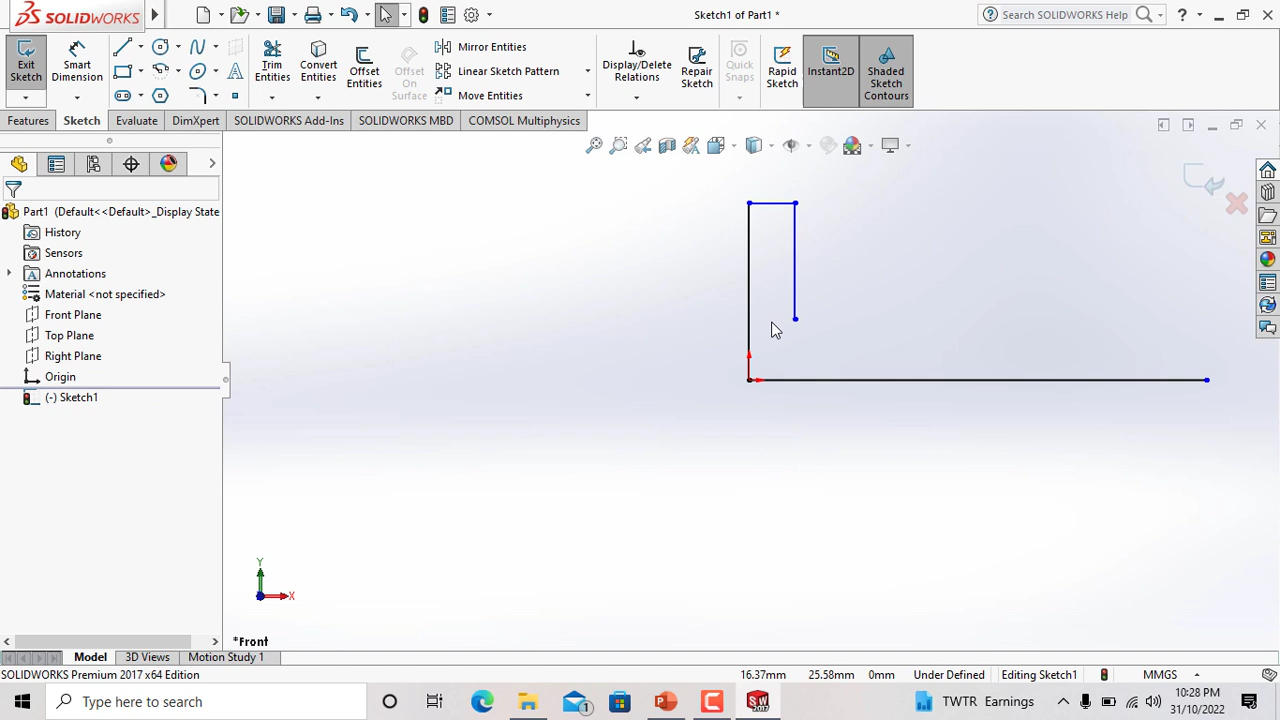 SOLIDWORKS
Sketch1 of Part1 *
Search SOLIDWORKS Help
?
Exit Sketch
Smart Dimension
Trim Entities
Convert Entities
Offset Entities
Offset On Surface
Mirror Entities
Linear Sketch Pattern
Move Entities
Display/Delete Relations
Repair Sketch
Quick Snaps
Rapid Sketch
Instant2D
Shaded Sketch Contours
Features
Sketch
Evaluate
DimXpert
SOLIDWORKS Add-Ins
SOLIDWORKS MBD
COMSOL Multiphysics
Part1 (Default<<Default>_Display State
History
Sensors
Annotations
Material <not specified>
Front Plane
Top Plane
Right Plane
Origin
(-) Sketch1
Y
X
*Front
Model
3D Views
Motion Study 1
SOLIDWORKS Premium 2017 x64 Edition
16.37mm
25.58mm
0mm
Under Defined
Editing Sketch1
MMGS
Type here to search
1
SW
2017
TWTR Earnings
10:28 PM
31/10/2022